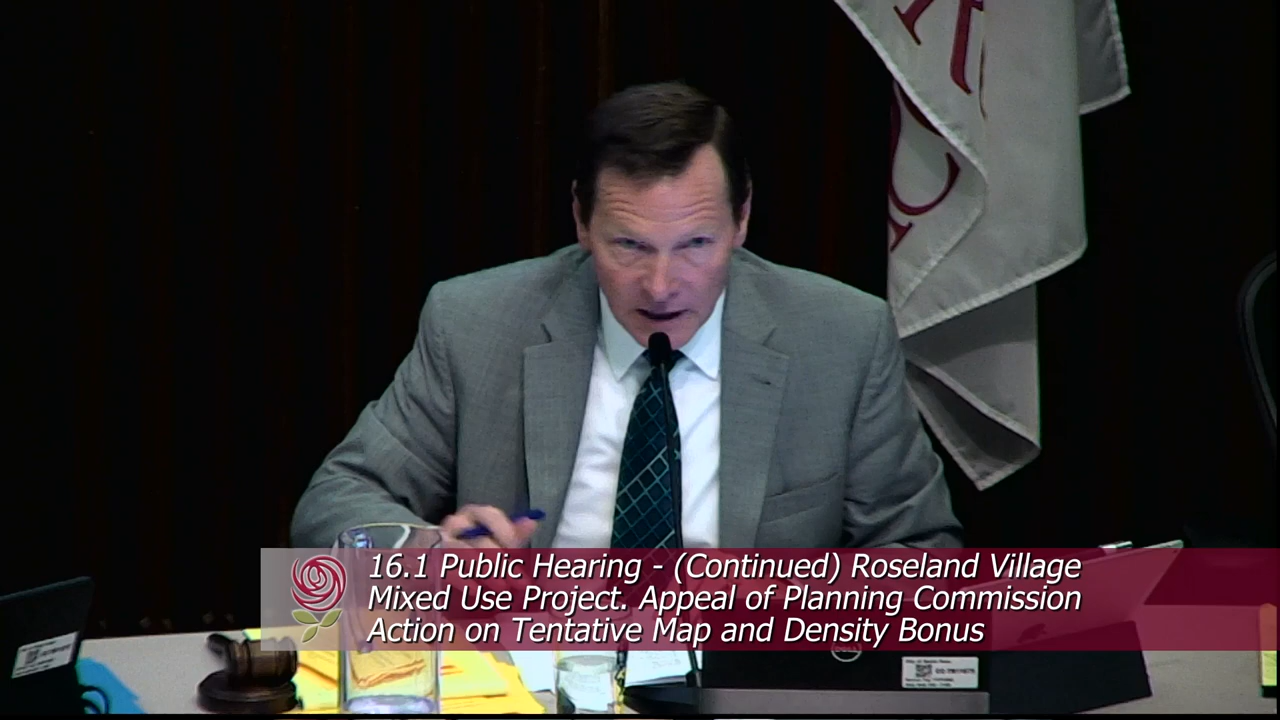 16.1 Public Hearing - (Continued) Roseland Village
Mixed Use Project. Appeal of Planning Commission
Action on Tentative Map and Density Bonus
DELL